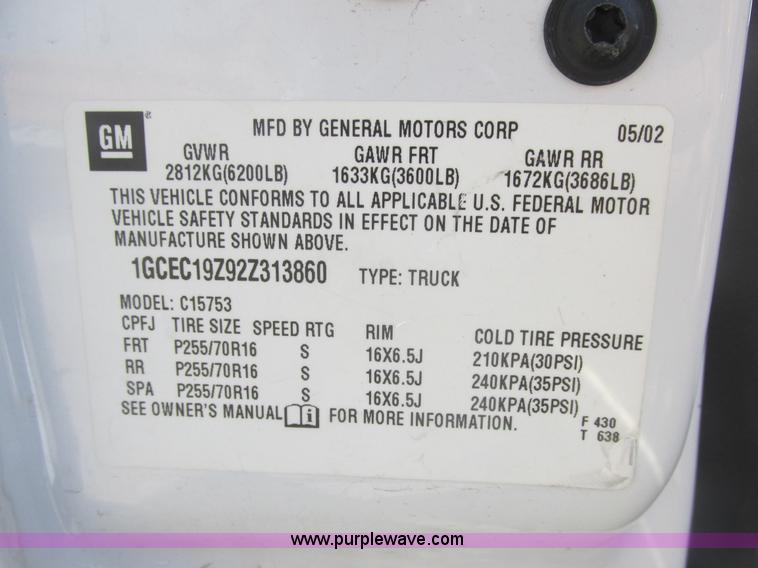 GM
MFD BY GENERAL MOTORS CORP 05/02
GVWR GAWR FRT GAWR RR
2812KG(6200LB) 1633KG(3600LB) 1672KG(3686LB)
THIS VEHICLE CONFORMS TO ALL APPLICABLE U.S. FEDERAL MOTOR
VEHICLE SAFETY STANDARDS IN EFFECT ON THE DATE OF
MANUFACTURE SHOWN ABOVE.
1GCEC19Z92Z313860 TYPE: TRUCK
MODEL: C15753
CPFJ TIRE SIZE SPEED RTG RIM COLD TIRE PRESSURE
FRT P255/70R16 S 16X6.5J 210KPA(30PSI)
RR P255/70R16 S 16X6.5J 240KPA(35PSI)
SPA P255/70R16 S 16X6.5J 240KPA(35PSI)
SEE OWNER'S MANUAL i FOR MORE INFORMATION.
F 430
T 638
www.purplewave.com